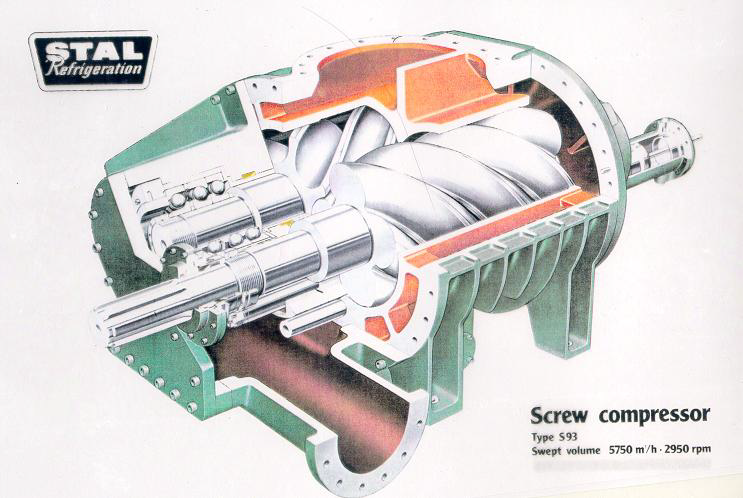 STAL
Refrigeration
Screw compressor
Type S93
Swept volume 5750 m³/h · 2950 rpm